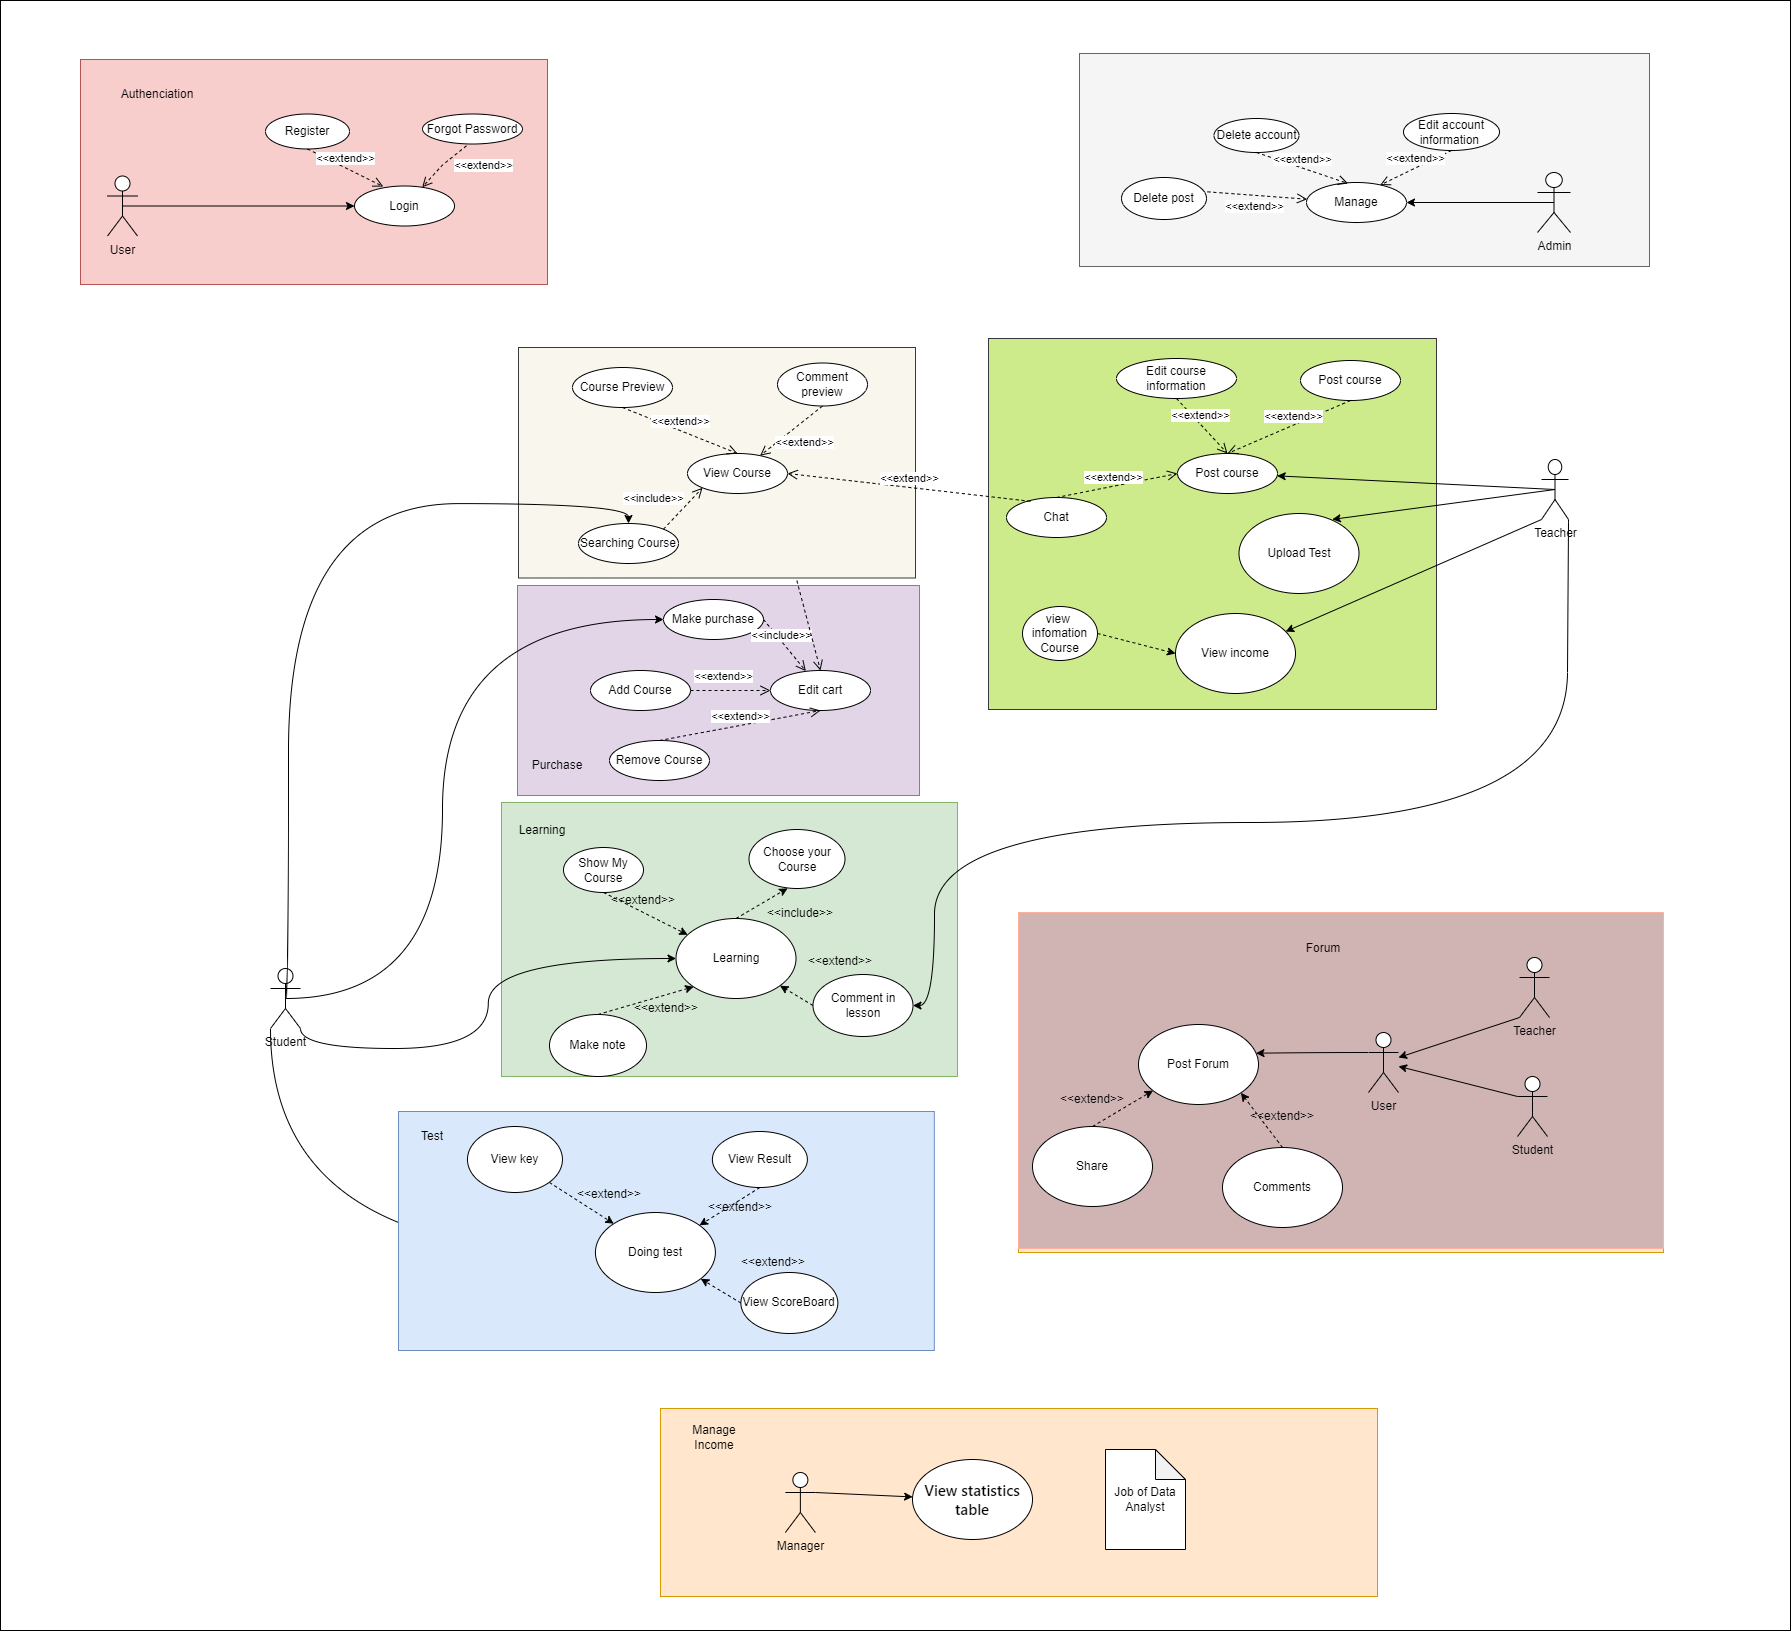 Authenciation
Register
Forgot Password
<<extend>>
<<extend>>
Login
User
Delete account
Edit account
information
<<extend>>
<<extend>>
Delete post
<<extend>>
Manage
Admin
Course Preview
Comment
preview
<<extend>>
<<extend>>
View Course
<<extend>>
<<include>>
Searching Course
Edit course
information
Post course
<<extend>>
<<extend>>
Post course
<<extend>>
Chat
Upload Test
Teacher
view
infomation
Course
View income
Make purchase
<<include>>
Add Course
<<extend>>
Edit cart
<<extend>>
Remove Course
Purchase
Learning
Show My
Course
Choose your
Course
<<extend>>
<<include>>
Learning
<<extend>>
Comment in
lesson
<<extend>>
Make note
Student
Forum
Teacher
Post Forum
User
<<extend>>
<<extend>>
Student
Share
Comments
Test
View key
View Result
<<extend>>
<<extend>>
Doing test
<<extend>>
View ScoreBoard
Manage
Income
View statistics
table
Job of Data
Analyst
Manager